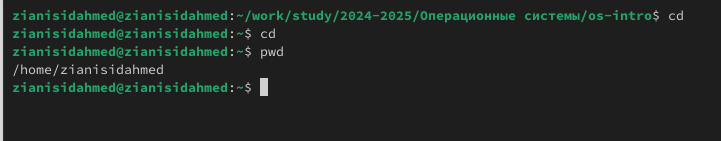 zianisidahmed@zianisidahmed:~/work/study/2024-2025/Операционные системы/os-intro$ cd
zianisidahmed@zianisidahmed:~$ cd
zianisidahmed@zianisidahmed:~$ pwd
/home/zianisidahmed
zianisidahmed@zianisidahmed:~$